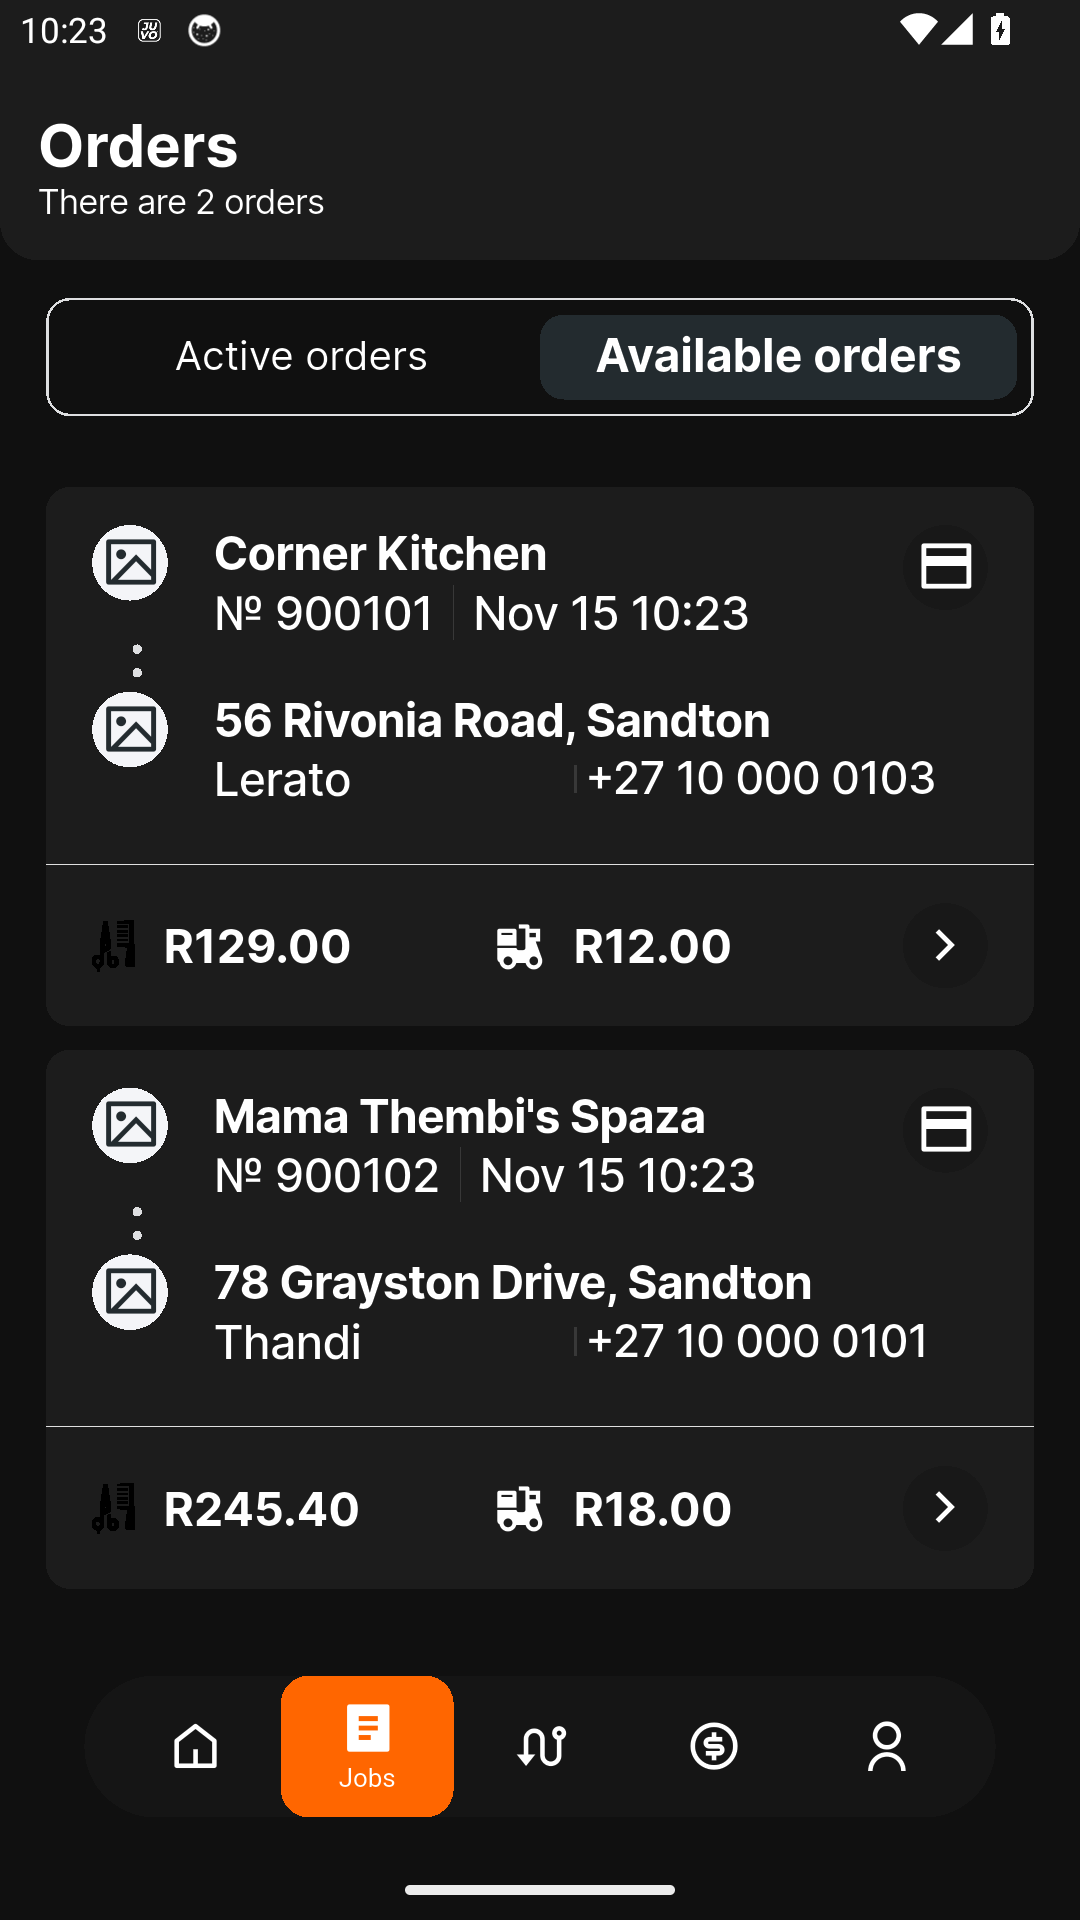 10:23
JU
VO
Orders
There are 2 orders
Active orders
Available orders
Corner Kitchen
№ 900101 Nov 15 10:23
56 Rivonia Road, Sandton
Lerato +27 10 000 0103
R129.00 R12.00
Mama Thembi's Spaza
№ 900102 Nov 15 10:23
78 Grayston Drive, Sandton
Thandi +27 10 000 0101
R245.40 R18.00
Jobs